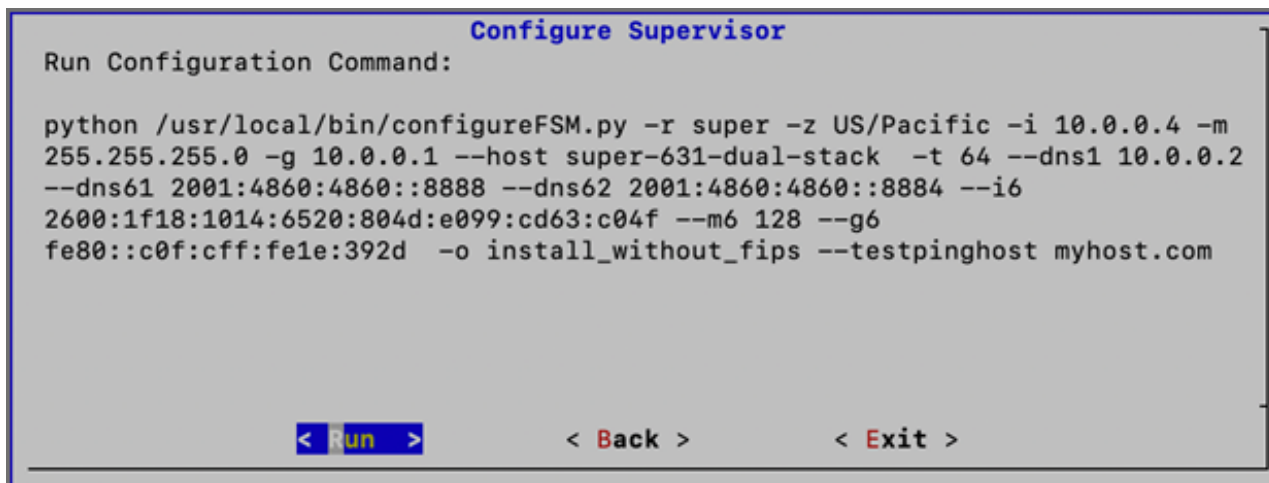 Configure Supervisor
Run Configuration Command:
python /usr/local/bin/configureFSM.py -r super -z US/Pacific -i 10.0.0.4 -m
255.255.255.0 -g 10.0.0.1 --host super-631-dual-stack  -t 64 --dns1 10.0.0.2
--dns61 2001:4860:4860::8888 --dns62 2001:4860:4860::8884 --i6
2600:1f18:1014:6520:804d:e099:cd63:c04f --m6 128 --g6
fe80::c0f:cff:fe1e:392d  -o install_without_fips --testpinghost myhost.com
< Run > < Back > < Exit >